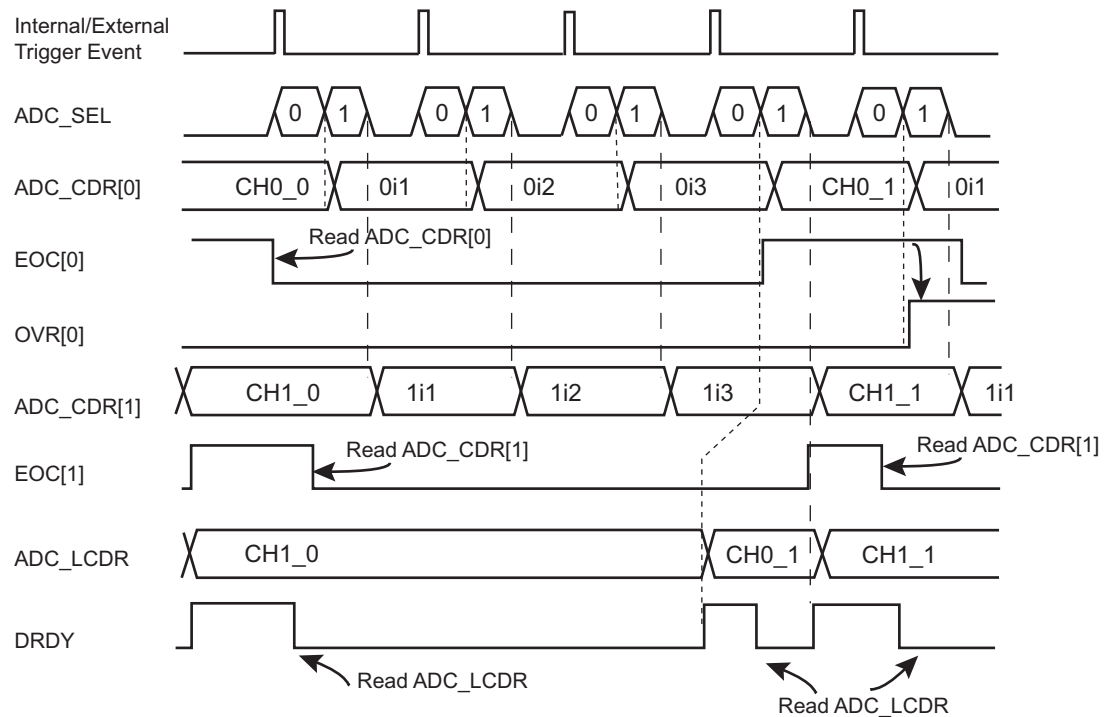 Internal/External
Trigger Event
ADC_SEL
0 1 0 1 0 1 0 1 0 1
ADC_CDR[0]
CH0_0 0i1 0i2 0i3 CH0_1 0i1
Read ADC_CDR[0]
EOC[0]
OVR[0]
ADC_CDR[1]
CH1_0 1i1 1i2 1i3 CH1_1 1i1
Read ADC_CDR[1] Read ADC_CDR[1]
EOC[1]
ADC_LCDR
CH1_0 CH0_1 CH1_1
DRDY
Read ADC_LCDR
Read ADC_LCDR